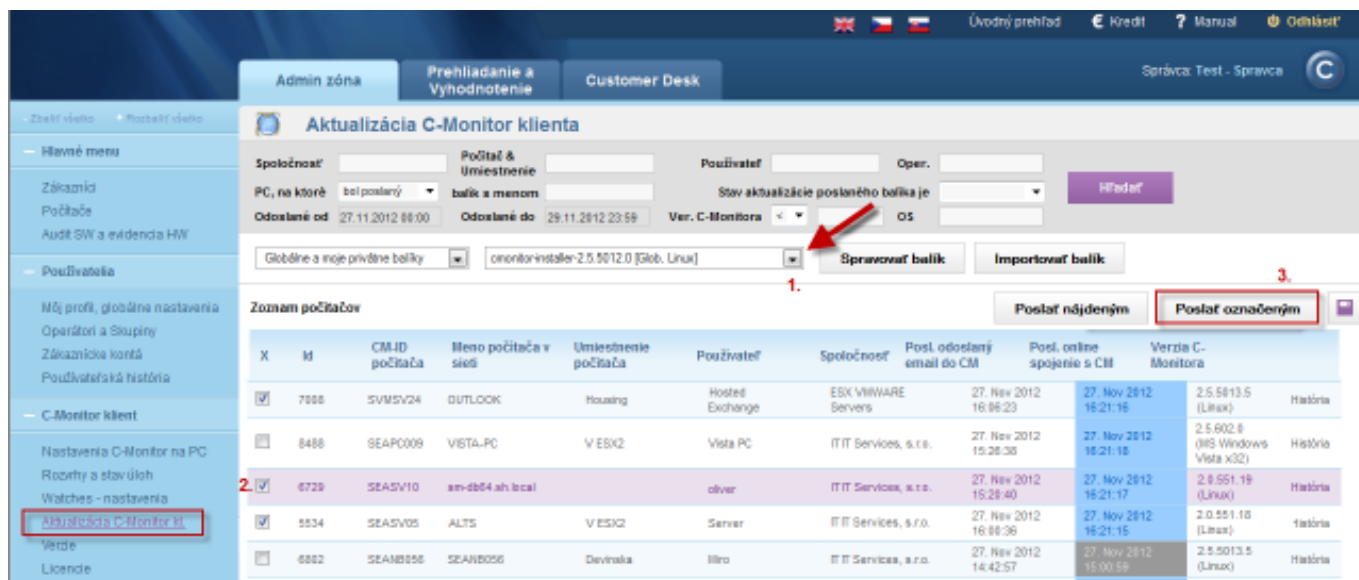 Úvodný prehľad € Kredit ? Manual Odhlásiť
Admin zóna
Prehliadanie a Vyhodnotenie
Customer Desk
Správca: Test - Spravca
- Zbaliť všetko + Rozbaliť všetko
Hlavné menu
Zákazníci
Počítače
Audit SW a evidencia HW
Používatelia
Môj profil, globálne nastavenia
Operátori a Skupiny
Zákaznícke kontá
Používateľská história
C-Monitor klient
Nastavenia C-Monitor na PC
Rozvrhy a stav úloh
Watches - nastavenia
Aktualizácia C-Monitor kl.
Verzie
Licencie
Aktualizácia C-Monitor klienta
Spoločnosť Počítač & Umiestnenie Používateľ Oper.
PC, na ktoré bol poslaný balík s menom Stav aktualizácie poslaného balíka je Hľadať
Odoslané od 27.11.2012 00:00 Odoslané do 29.11.2012 23:59 Ver. C-Monitora < OS
Globálne a moje privátne balíky cmonitor-installer-2.5.5012.0 [Glob. Linux] Spravovať balík Importovať balík
1.
3.
Zoznam počítačov Poslať nájdeným Poslať označeným
X Id CM-ID počítača Meno počítača v sieti Umiestnenie počítača Používateľ Spoločnosť Posl. odoslaný email do CM Posl. online spojenie s CM Verzia C-Monitora
7008 SVMSV24 OUTLOOK Housing Hosted Exchange ESX VMWARE Servers 27. Nov 2012 16:06:23 27. Nov 2012 16:21:16 2.5.5013.5 (Linux) História
8488 SEAPC009 VISTA-PC V ESX2 Vista PC IT IT Services, s.r.o. 27. Nov 2012 15:26:38 27. Nov 2012 16:21:18 2.5.602.0 (MS Windows Vista x32) História
2. 6729 SEASV10 am-db64.sh.local oliver IT IT Services, s.r.o. 27. Nov 2012 15:20:40 27. Nov 2012 16:21:17 2.0.551.19 (Linux) História
5534 SEASV05 ALTS V ESX2 Server IT IT Services, s.r.o. 27. Nov 2012 16:00:36 27. Nov 2012 16:21:15 2.0.551.18 (Linux) História
6802 SEANB056 SEANB056 Devinska Miro IT IT Services, s.r.o. 27. Nov 2012 14:42:57 27. Nov 2012 15:00:59 2.5.5013.5 (Linux) História